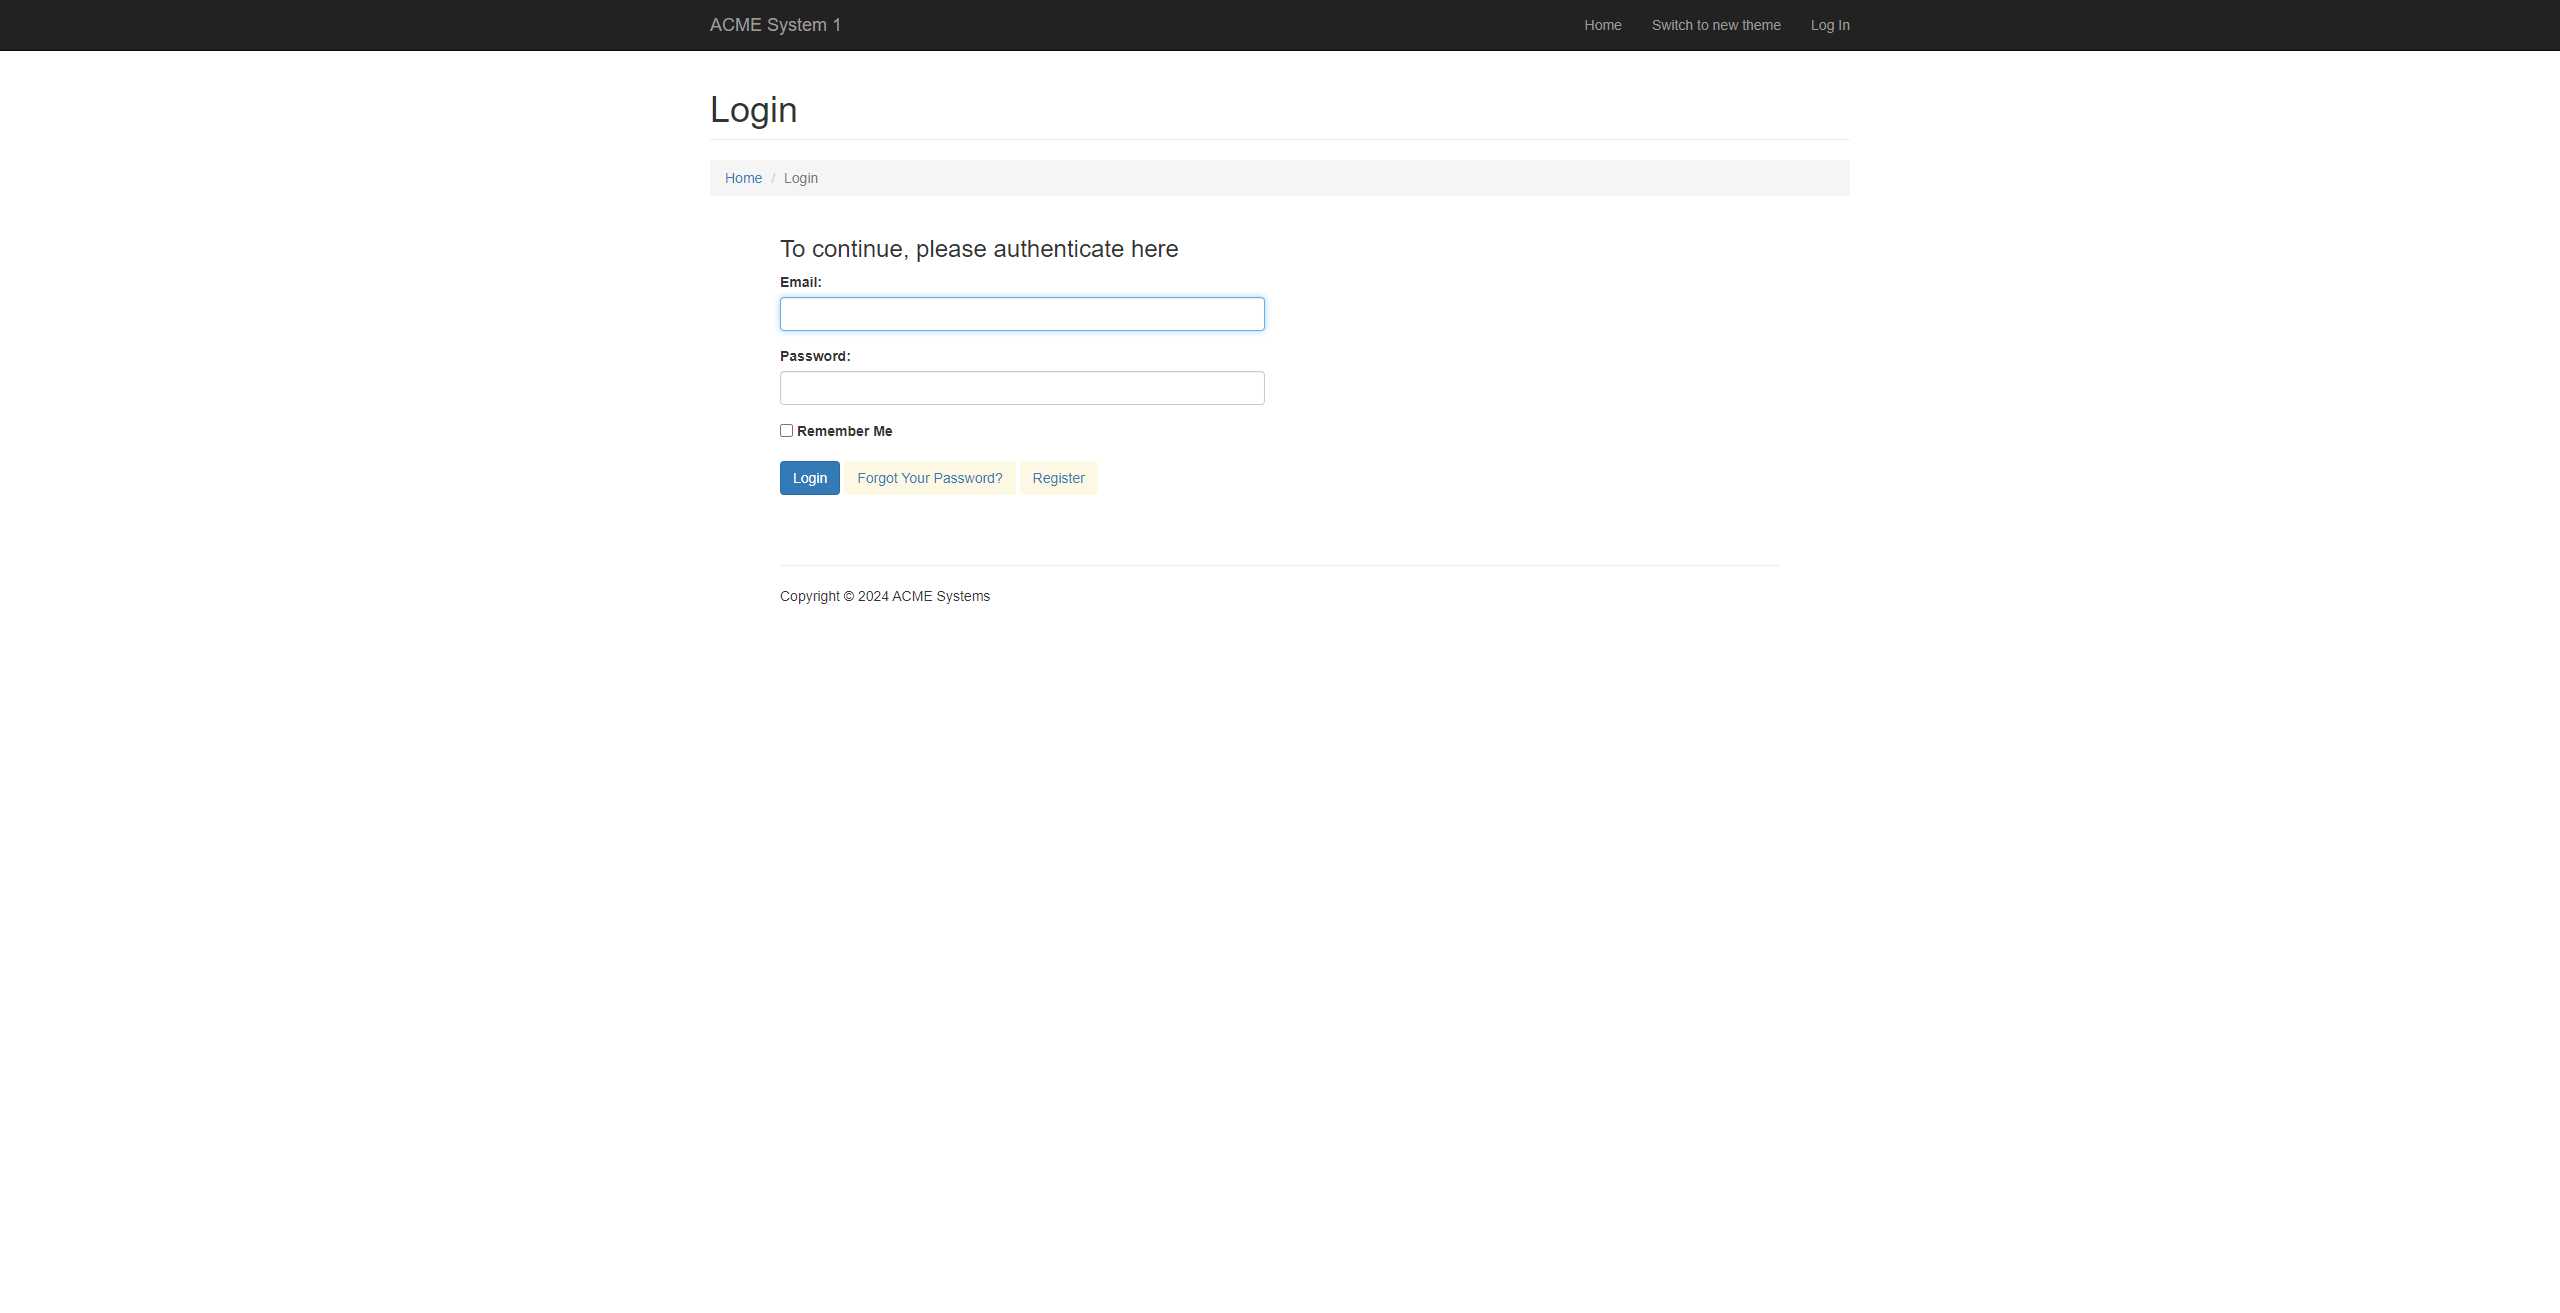 ACME System 1 Home Switch to new theme Log In
Login
Home / Login
To continue, please authenticate here
Email:
Password:
Remember Me
Login Forgot Your Password? Register
Copyright © 2024 ACME Systems